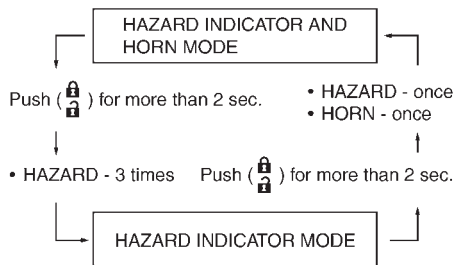 HAZARD INDICATOR AND
HORN MODE
Push ( ) for more than 2 sec.
• HAZARD - once
• HORN - once
• HAZARD - 3 times
Push ( ) for more than 2 sec.
HAZARD INDICATOR MODE